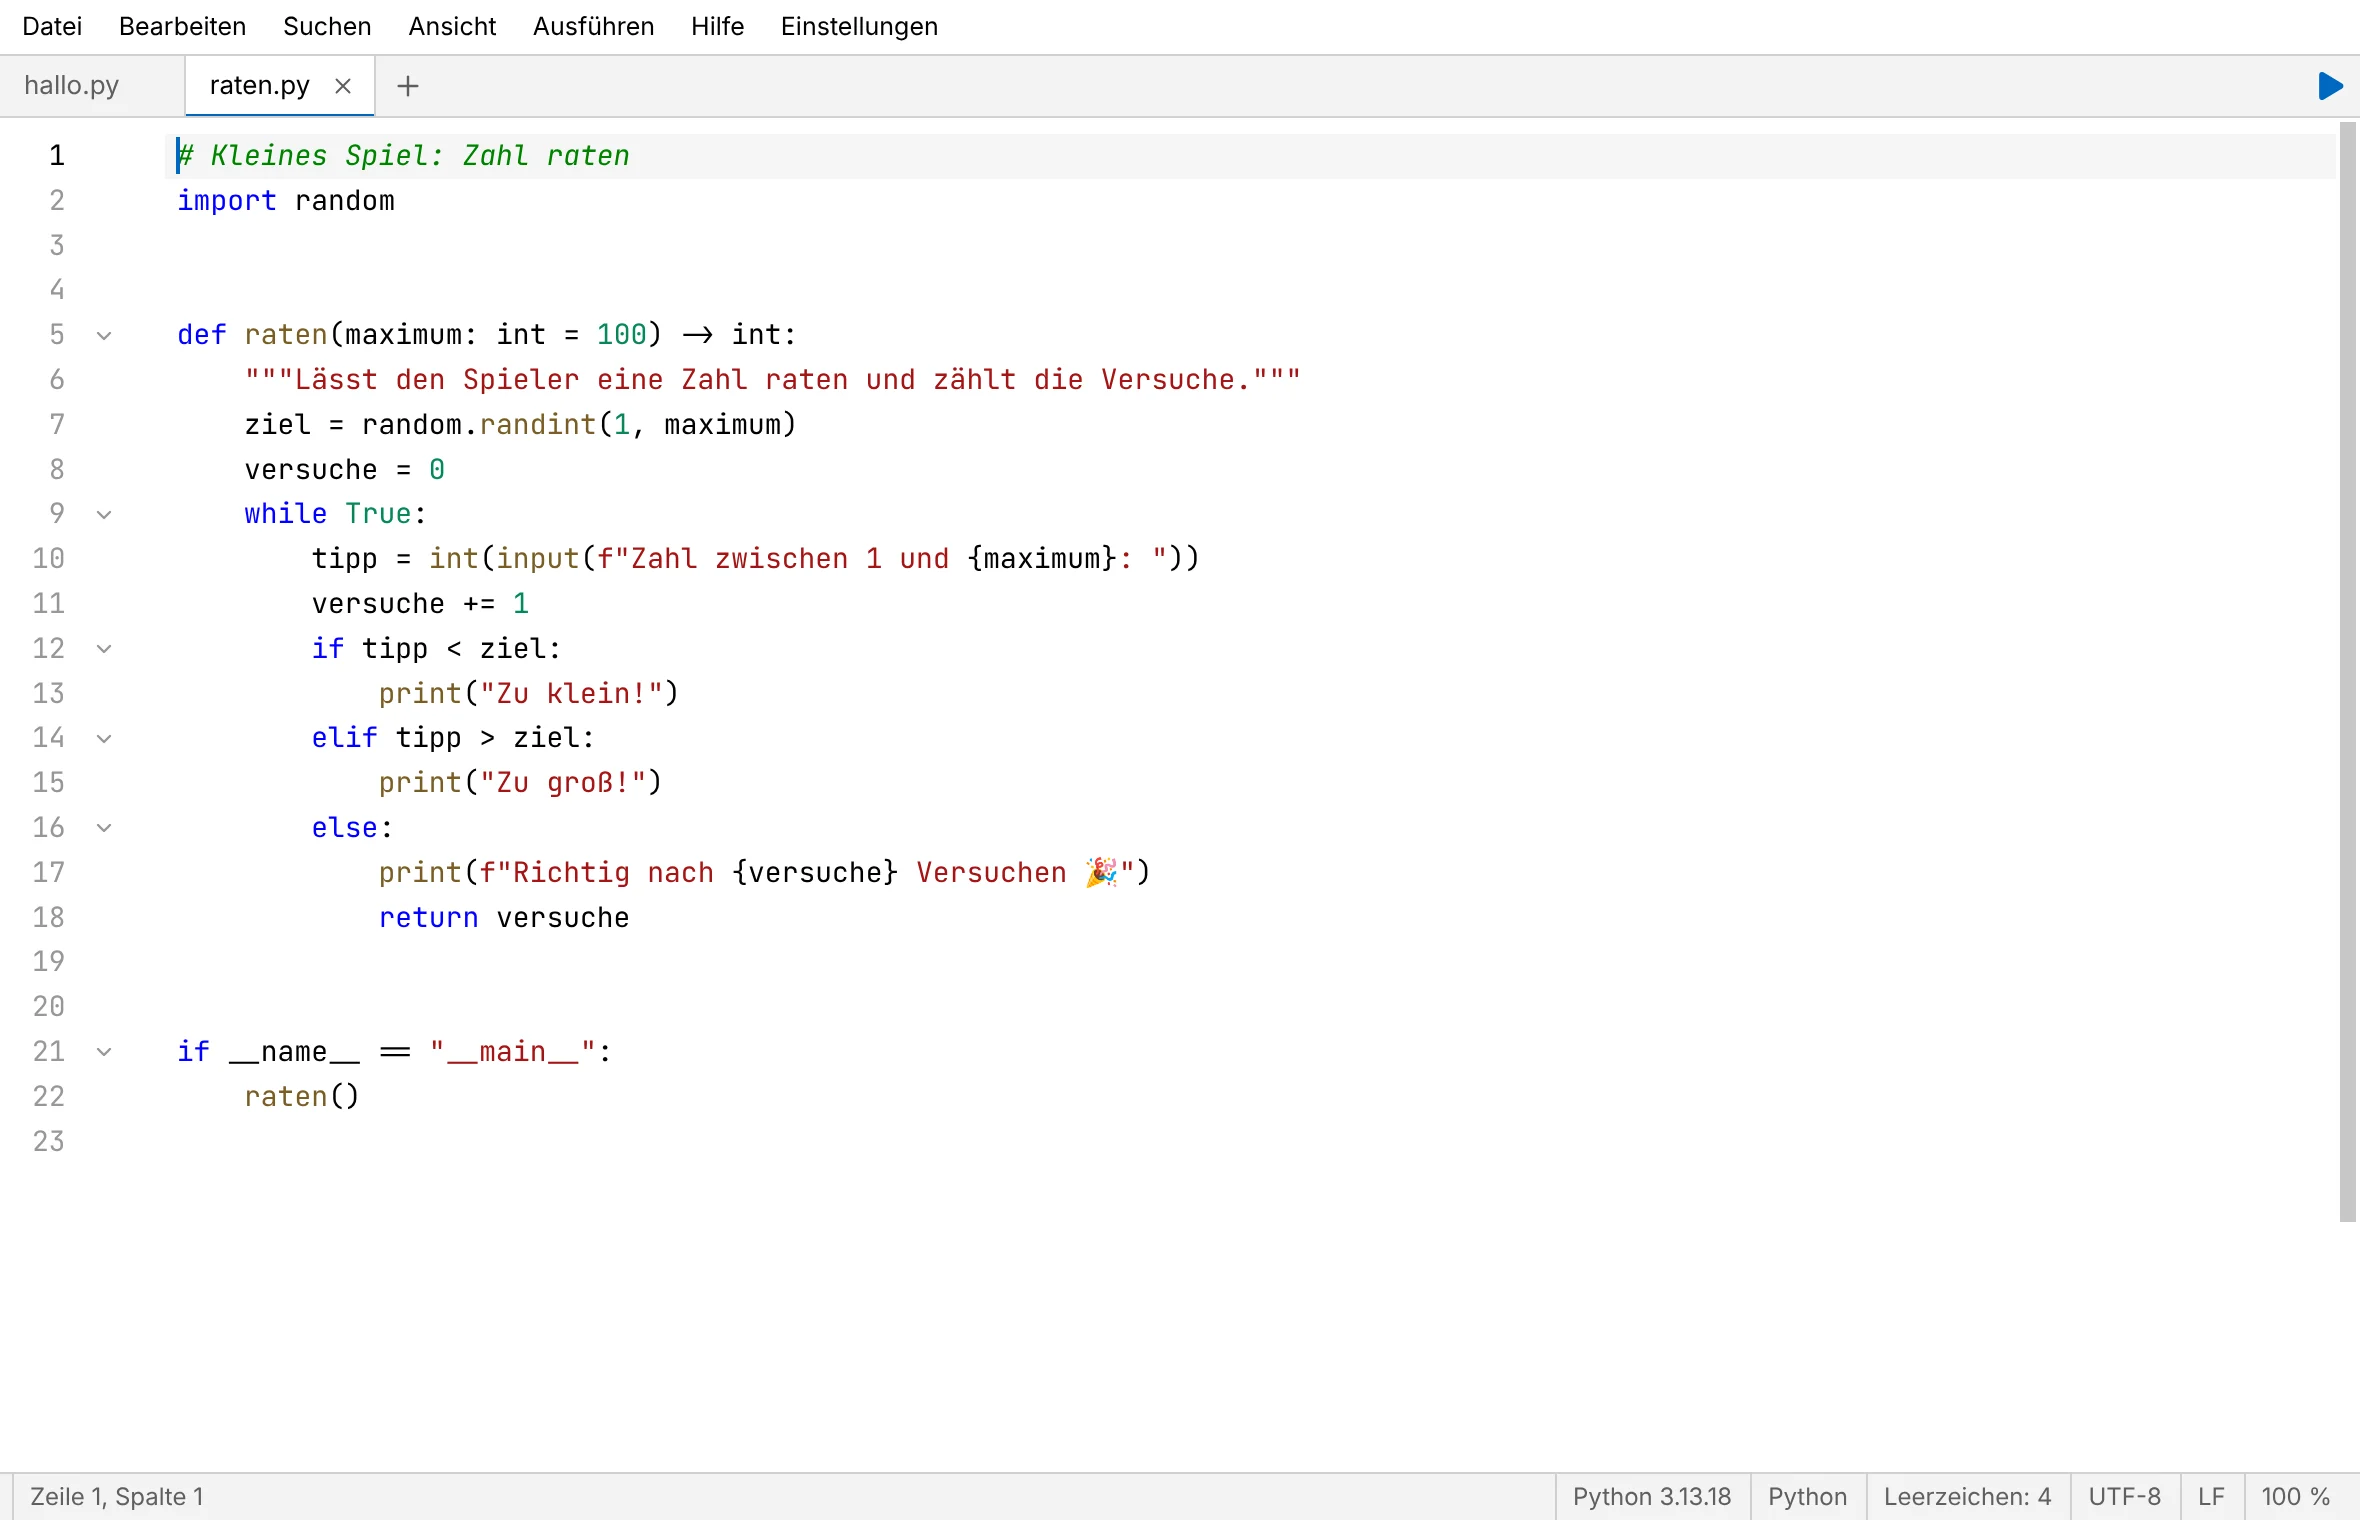 Datei Bearbeiten Suchen Ansicht Ausführen Hilfe Einstellungen
hallo.py raten.py × +
1 # Kleines Spiel: Zahl raten
2 import random
3
4
5 def raten(maximum: int = 100) -> int:
6     """Lässt den Spieler eine Zahl raten und zählt die Versuche."""
7     ziel = random.randint(1, maximum)
8     versuche = 0
9     while True:
10         tipp = int(input(f"Zahl zwischen 1 und {maximum}: "))
11         versuche += 1
12         if tipp < ziel:
13             print("Zu klein!")
14         elif tipp > ziel:
15             print("Zu groß!")
16         else:
17             print(f"Richtig nach {versuche} Versuchen 🎉")
18             return versuche
19
20
21 if __name__ == "__main__":
22     raten()
23
Zeile 1, Spalte 1 Python 3.13.18 Python Leerzeichen: 4 UTF-8 LF 100 %